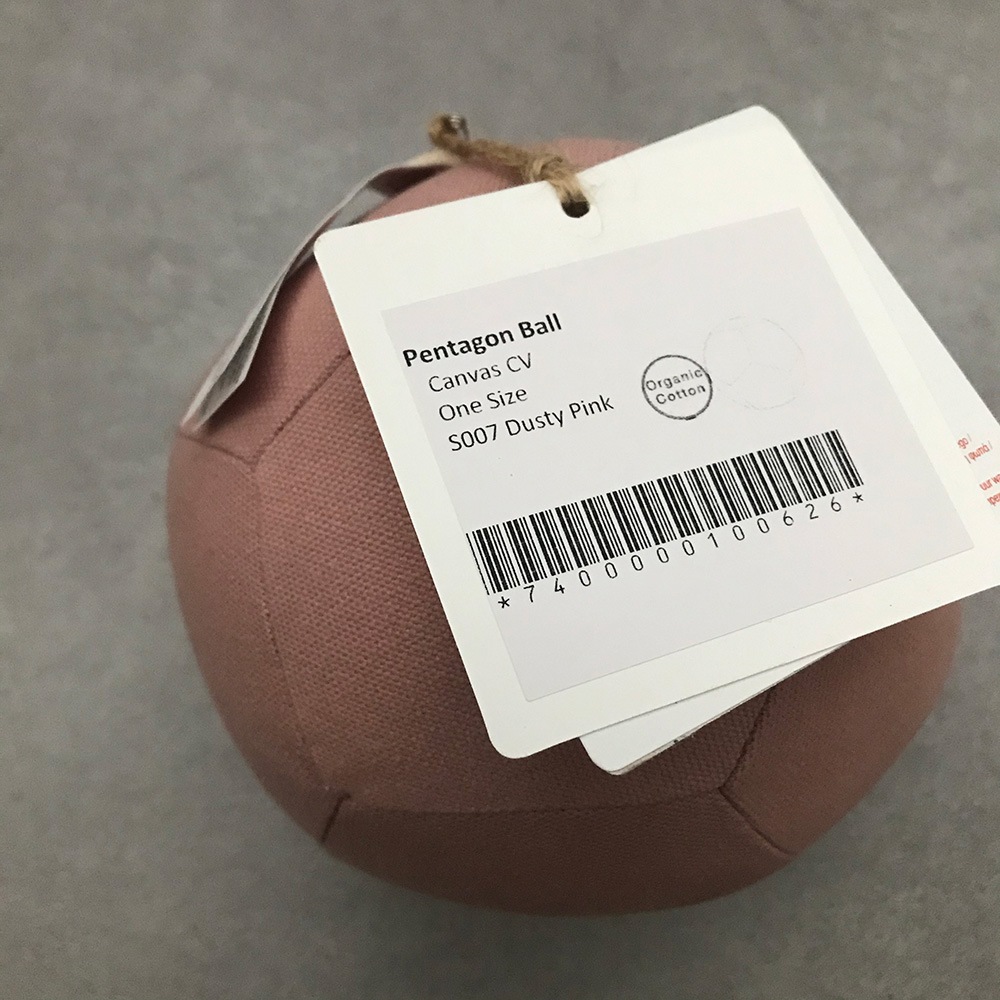 Pentagon Ball
Canvas CV
One Size
S007 Dusty Pink
Organic
Cotton
*7400000100626*